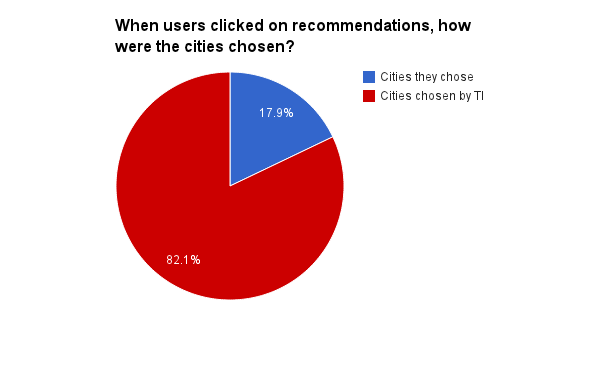 When users clicked on recommendations, how
were the cities chosen?
Cities they chose
Cities chosen by TI
17.9%
82.1%